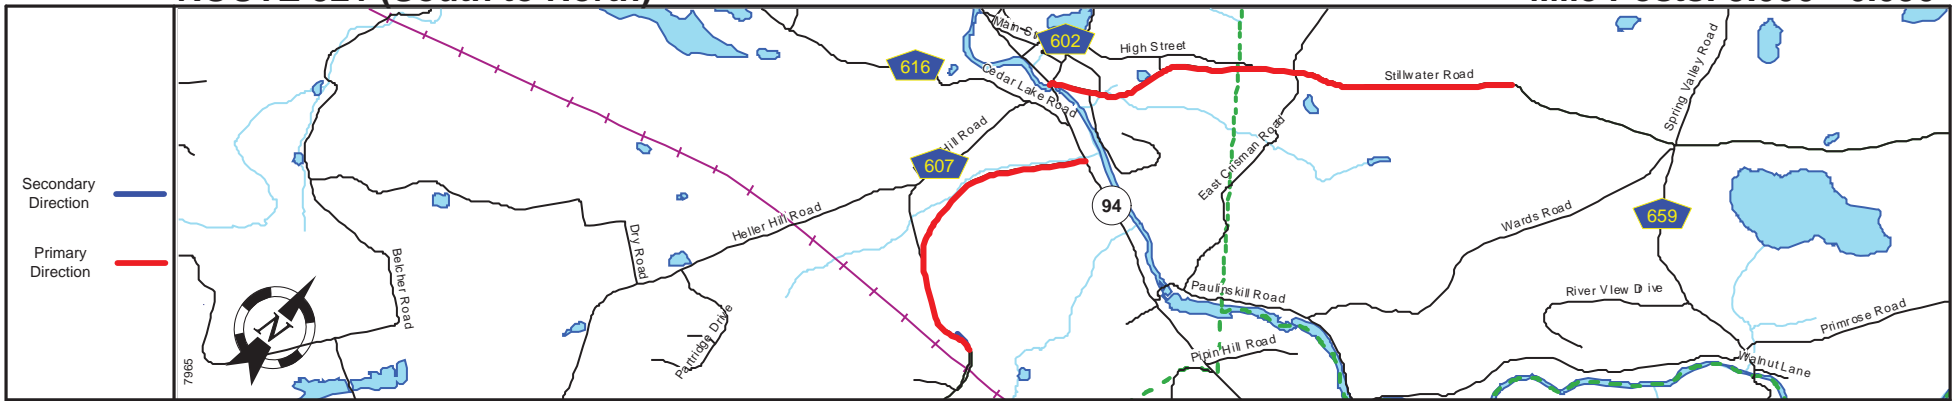 Secondary
Direction
Primary
Direction
7965
N
Belcher Road
Dry Road
Heller Hill Road
Partridge Drive
616
607
Hill Road
Main St
602
Cedar Lake Road
High Street
Stillwater Road
94
East Crisman Road
Paulinskill Road
Pipin Hill Road
Spring Valley Road
Wards Road
659
River VIew Drive
Primrose Road
Walnut Lane